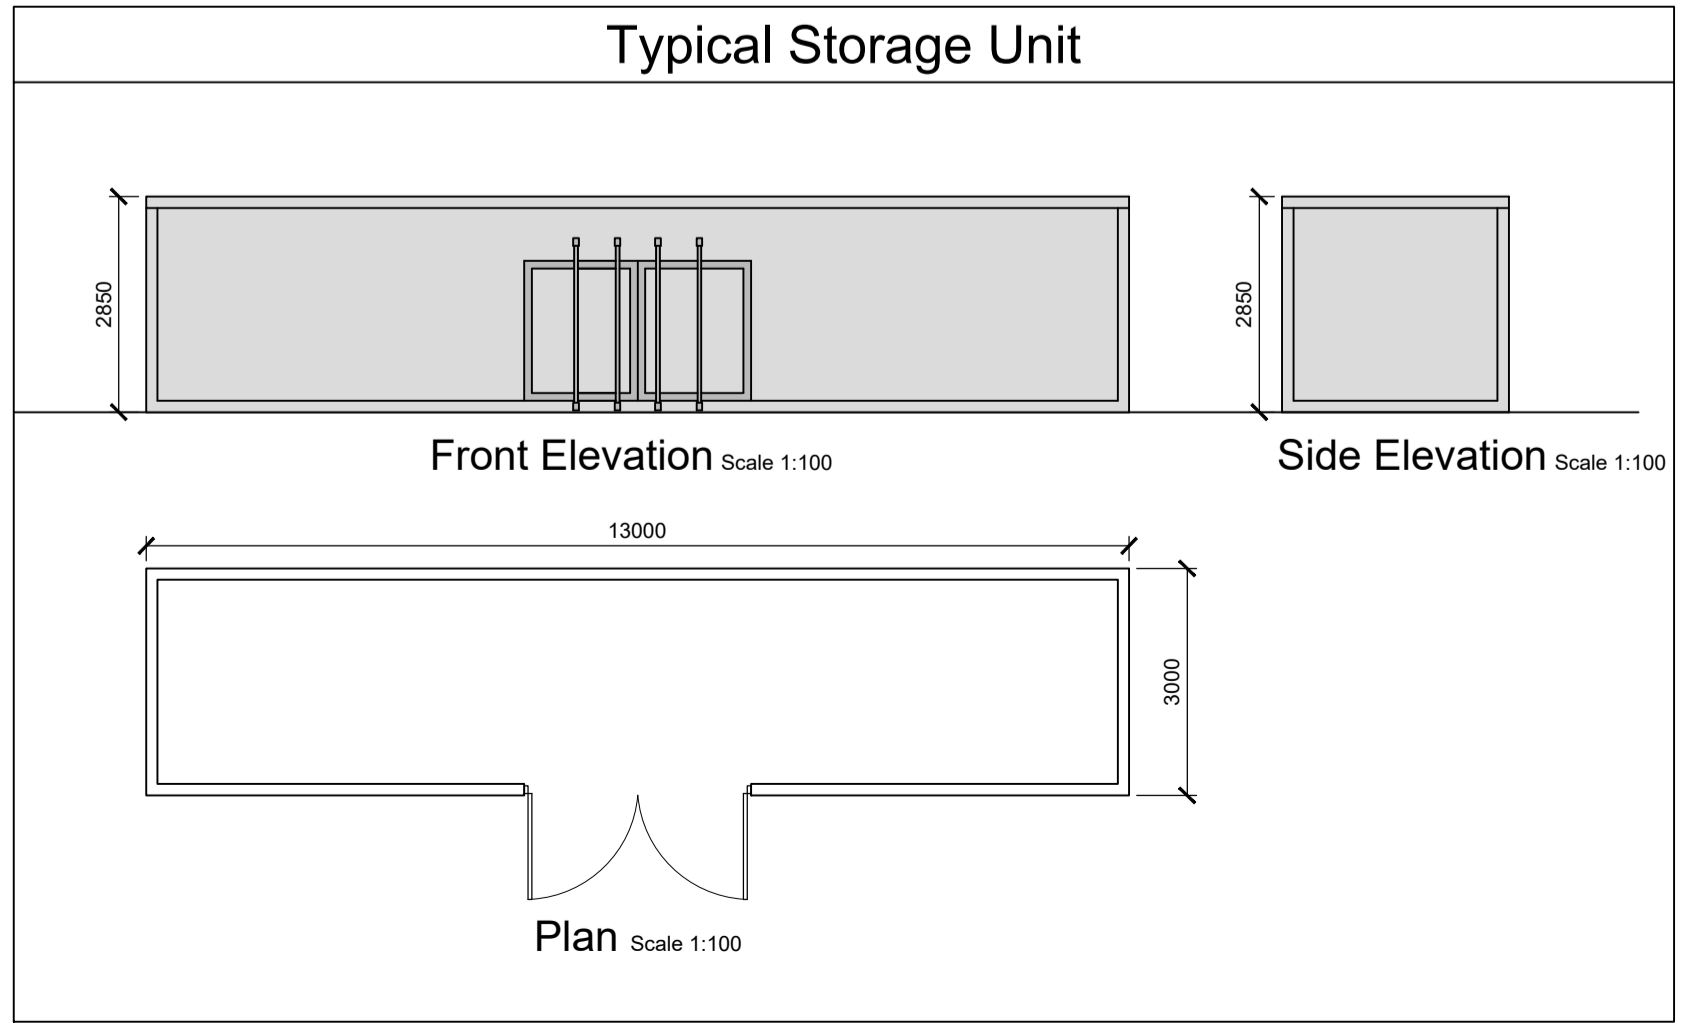 Typical Storage Unit
2850
2850
Front Elevation Scale 1:100
Side Elevation Scale 1:100
13000
3000
Plan Scale 1:100